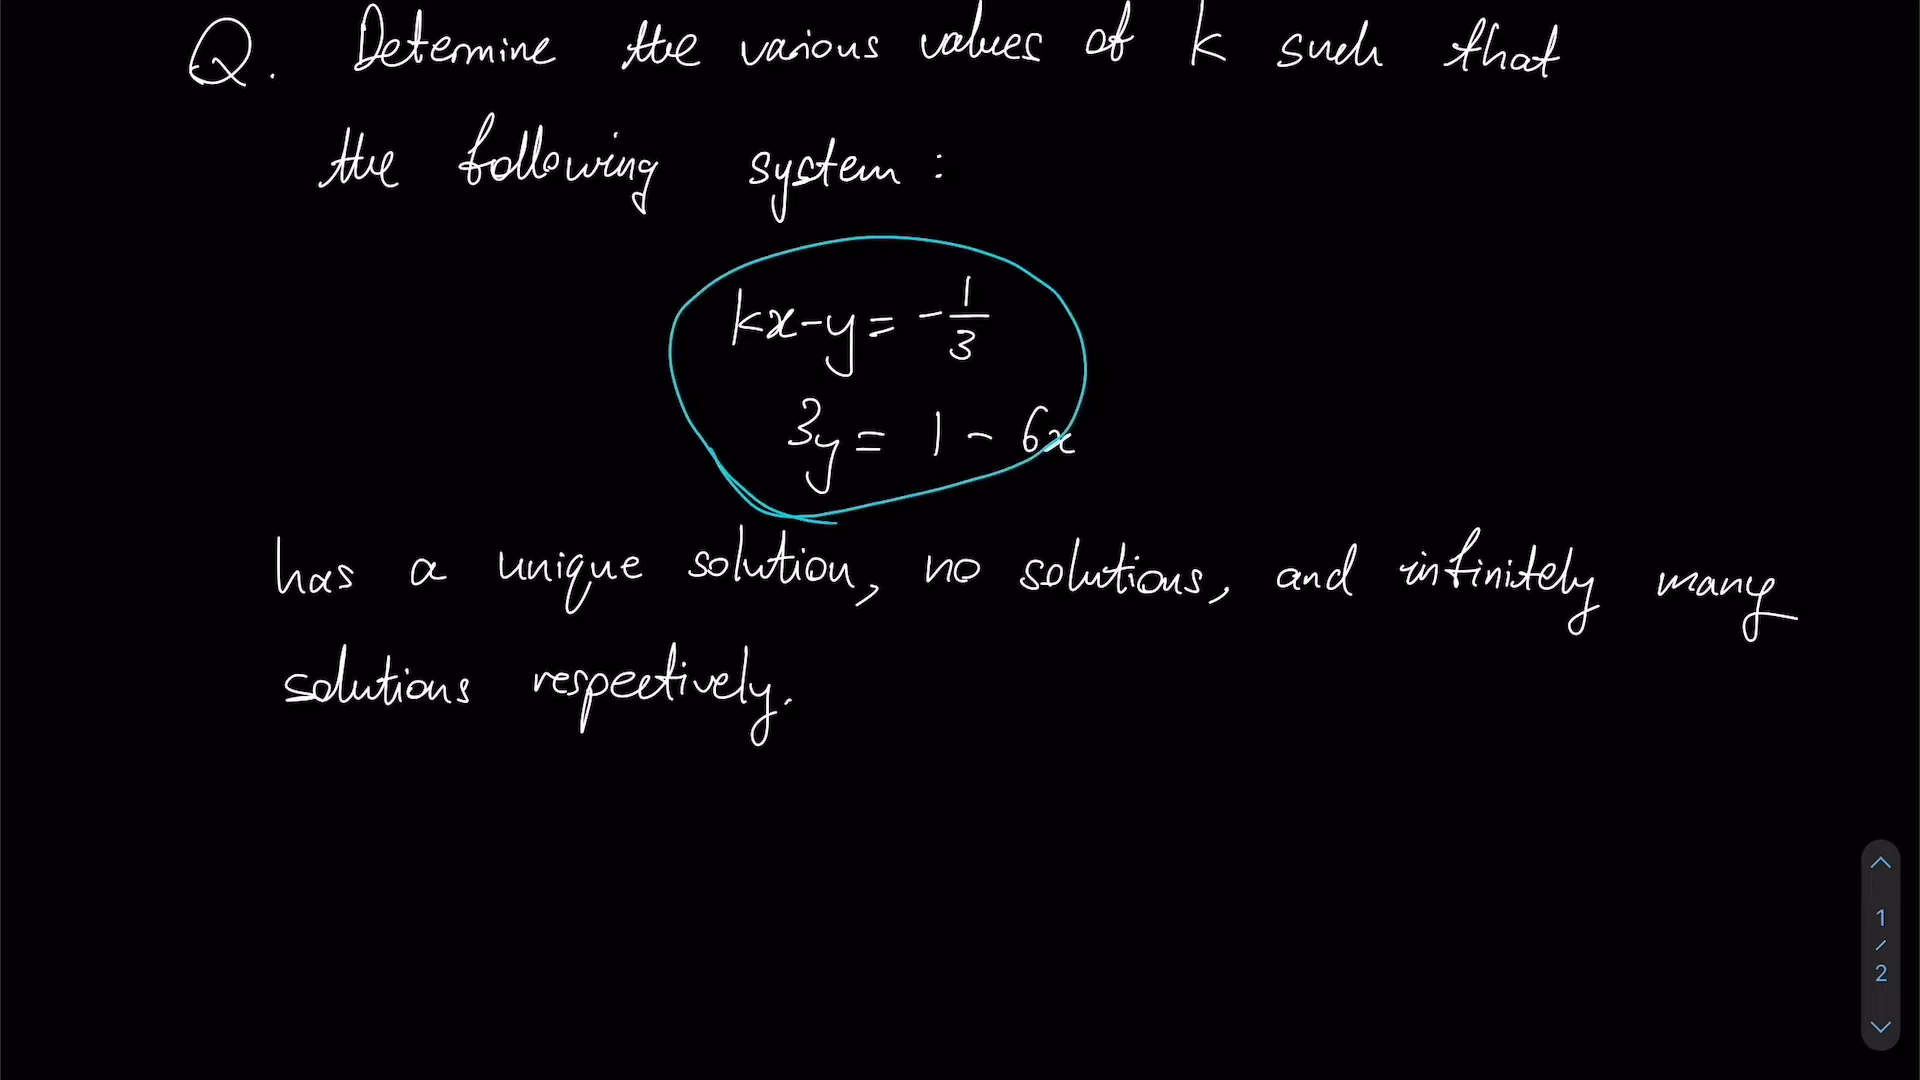 Q. Determine the various values of k such that
the following system:
kx-y = -1/3
3y = 1 - 6x
has a unique solution, no solutions, and infinitely many
solutions respectively.
1
/
2